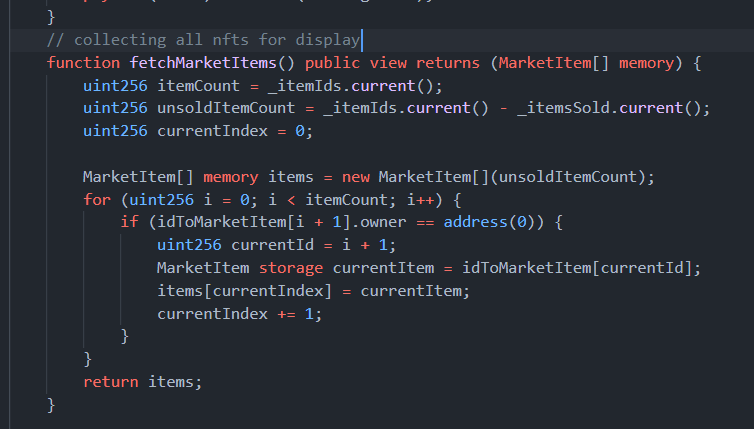 }
// collecting all nfts for display
function fetchMarketItems() public view returns (MarketItem[] memory) {
uint256 itemCount = _itemIds.current();
uint256 unsoldItemCount = _itemIds.current() - _itemsSold.current();
uint256 currentIndex = 0;
MarketItem[] memory items = new MarketItem[](unsoldItemCount);
for (uint256 i = 0; i < itemCount; i++) {
if (idToMarketItem[i + 1].owner == address(0)) {
uint256 currentId = i + 1;
MarketItem storage currentItem = idToMarketItem[currentId];
items[currentIndex] = currentItem;
currentIndex += 1;
}
}
return items;
}